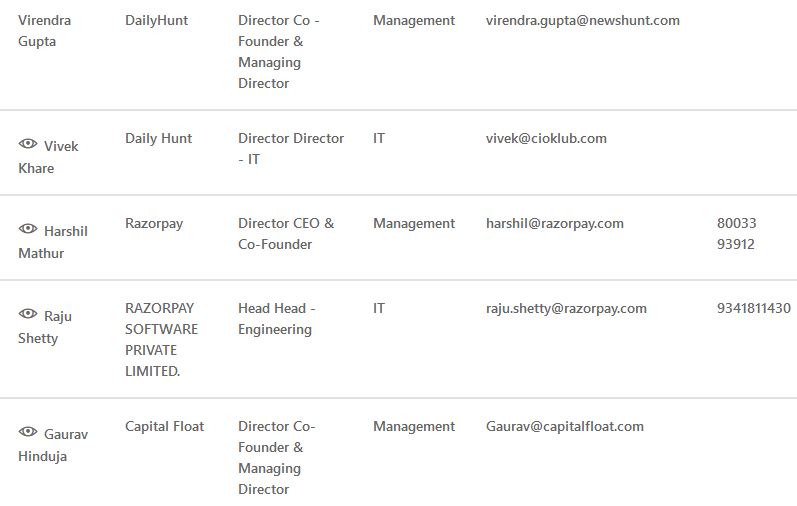 Virendra DailyHunt Director Co - Management virendra.gupta@newshunt.com
Gupta Founder &
Managing
Director
Vivek Daily Hunt Director Director IT vivek@cioklub.com
Khare - IT
Harshil Razorpay Director CEO & Management harshil@razorpay.com 80033
Mathur Co-Founder 93912
Raju RAZORPAY Head Head - IT raju.shetty@razorpay.com 9341811430
Shetty SOFTWARE Engineering
PRIVATE
LIMITED.
Gaurav Capital Float Director Co- Management Gaurav@capitalfloat.com
Hinduja Founder &
Managing
Director